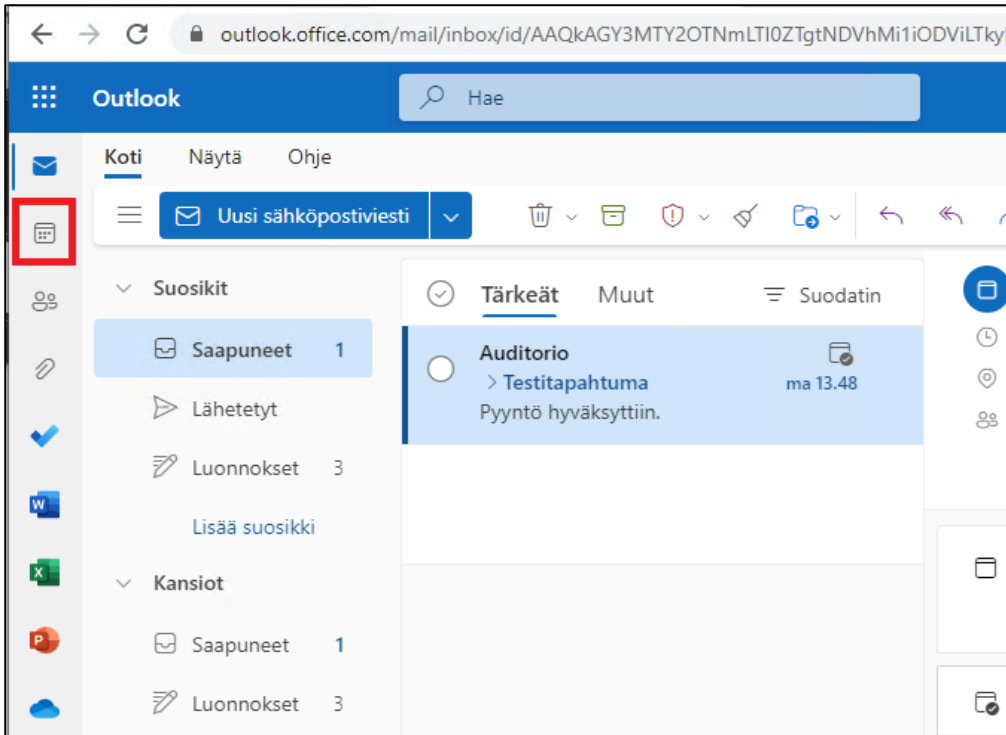 outlook.office.com/mail/inbox/id/AAQkAGY3MTY2OTNmLTI0ZTgtNDVhMi1iODViLTky
Outlook
Hae
Koti Näytä Ohje
Uusi sähköpostiviesti
Suosikit
Saapuneet 1
Lähetetyt
Luonnokset 3
Lisää suosikki
Kansiot
Saapuneet 1
Luonnokset 3
Tärkeät Muut Suodatin
Auditorio
> Testitapahtuma ma 13.48
Pyyntö hyväksyttiin.
W
X
P